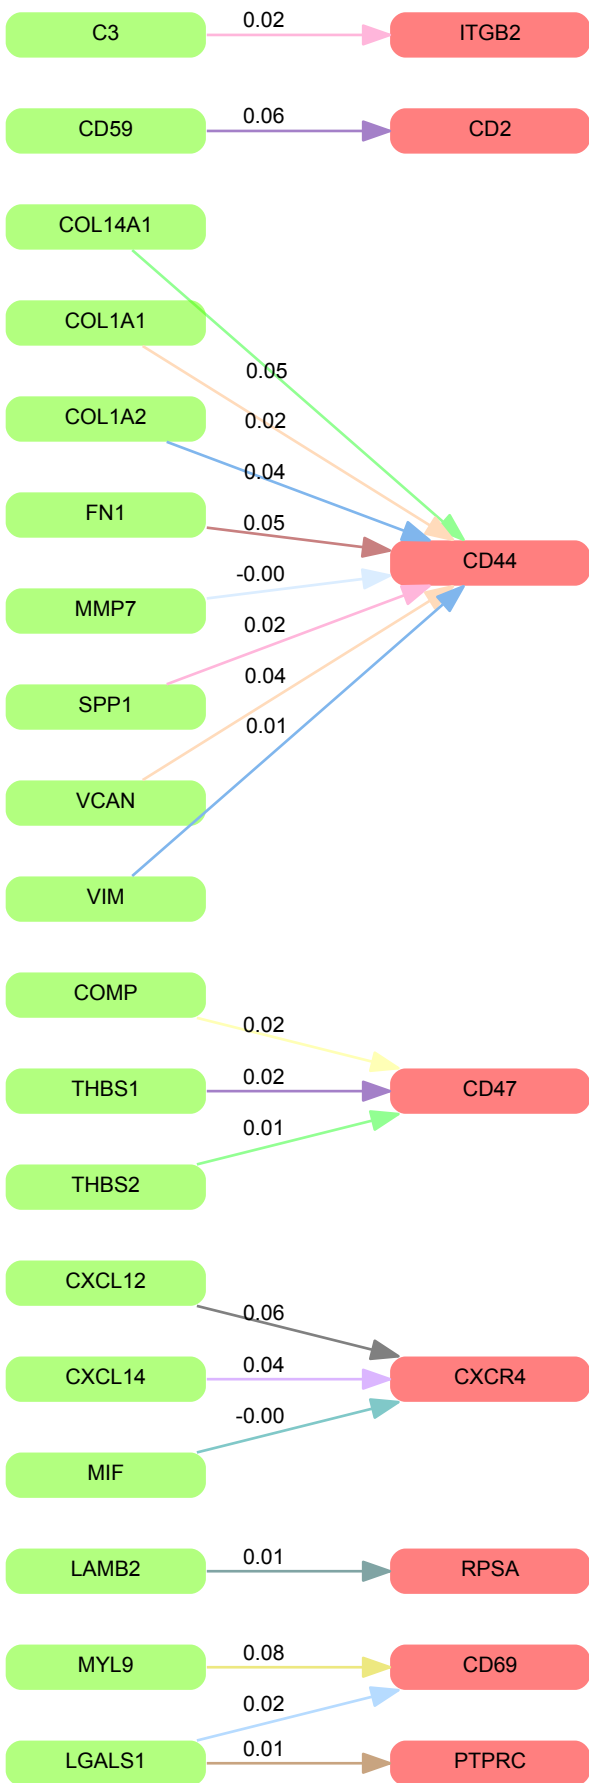 C3 0.02 ITGB2
CD59 0.06 CD2
COL14A1
COL1A1
0.05
COL1A2 0.02
0.04
FN1 0.05
CD44
MMP7 -0.00
0.02
SPP1 0.04
0.01
VCAN
VIM
COMP
0.02
THBS1 0.02 CD47
0.01
THBS2
CXCL12
0.06
CXCL14 0.04 CXCR4
-0.00
MIF
LAMB2 0.01 RPSA
MYL9 0.08 CD69
0.02
LGALS1 0.01 PTPRC